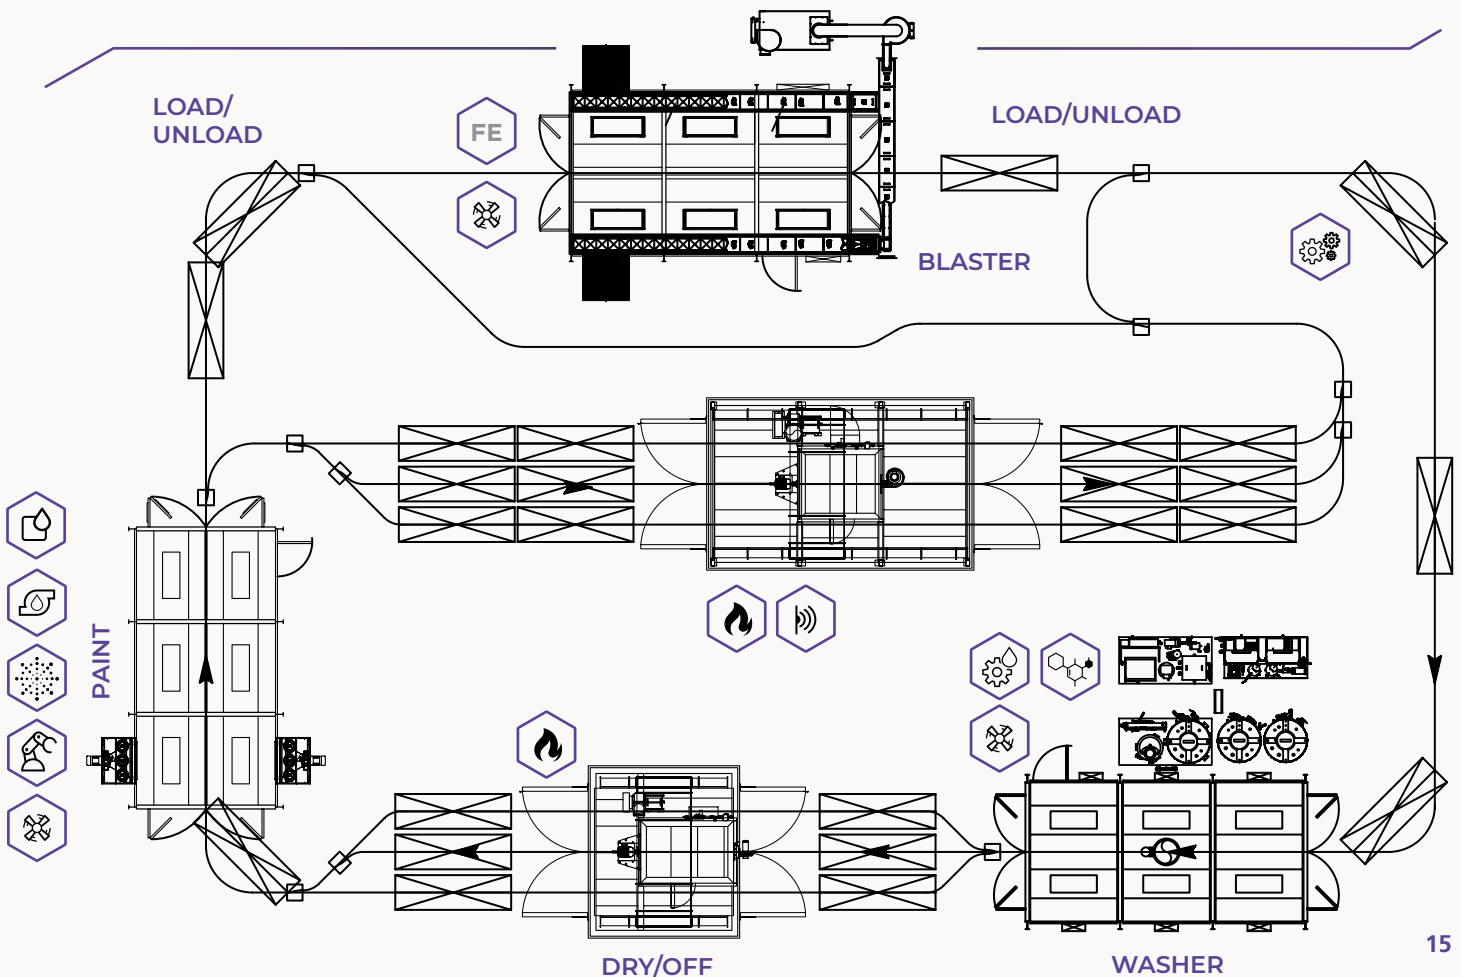 LOAD/
UNLOAD
FE
LOAD/UNLOAD
BLASTER
PAINT
DRY/OFF
WASHER
15